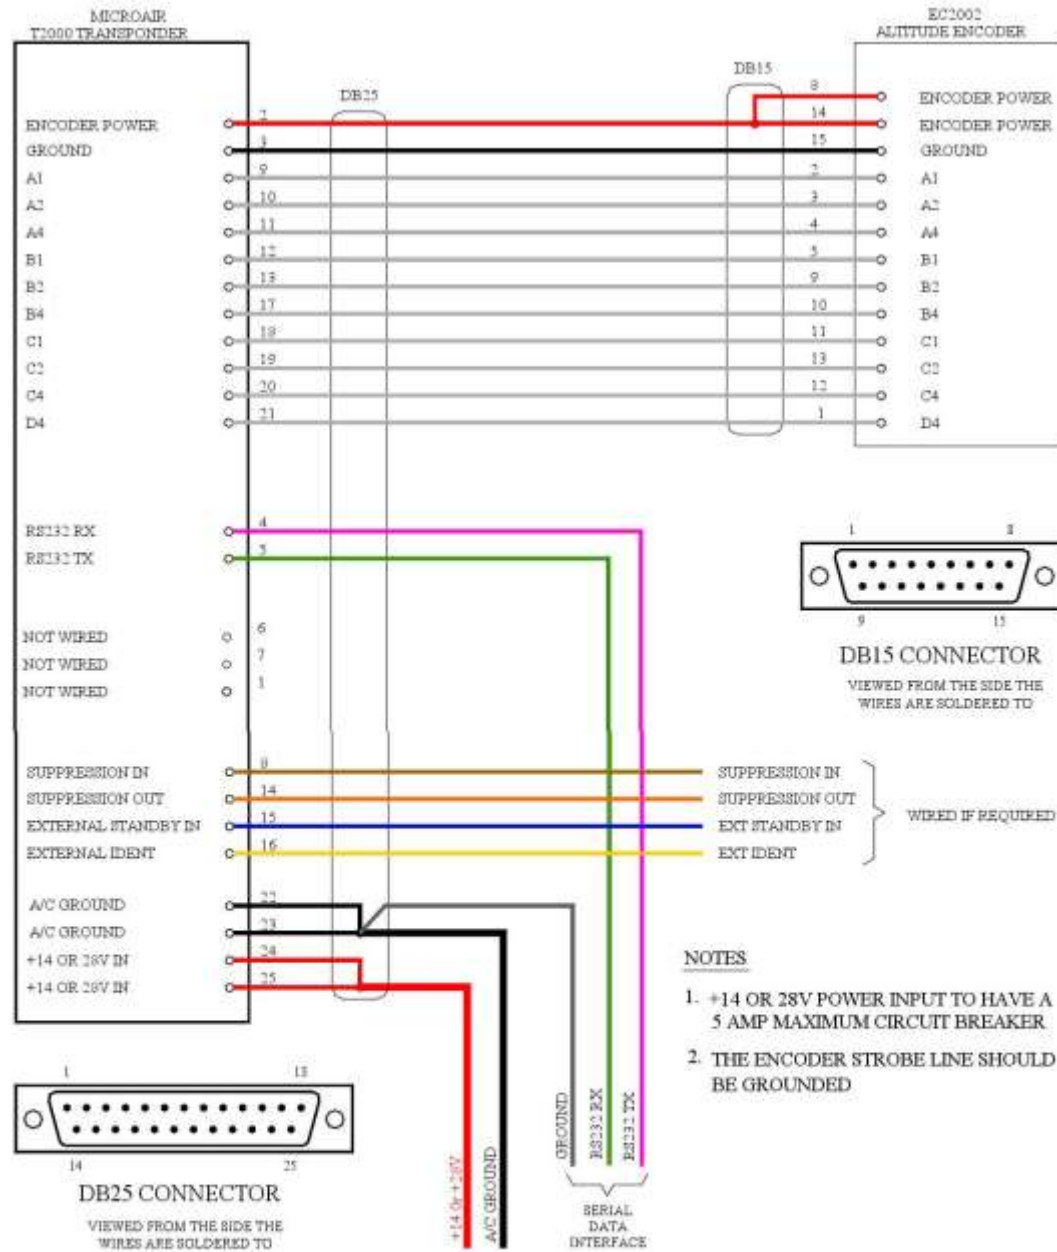 MICROAIR
T2000 TRANSPONDER
EC2002
ALTITUDE ENCODER
DB25
DB15
ENCODER POWER 2
GROUND 3
A1 9
A2 10
A4 11
B1 12
B2 13
B4 17
C1 18
C2 19
C4 20
D4 21
8 ENCODER POWER
14 ENCODER POWER
15 GROUND
2 A1
3 A2
4 A4
5 B1
9 B2
10 B4
11 C1
13 C2
12 C4
1 D4
RS232 RX 4
RS232 TX 5
NOT WIRED 6
NOT WIRED 7
NOT WIRED 1
1 8
9 15
DB15 CONNECTOR
VIEWED FROM THE SIDE THE
WIRES ARE SOLDERED TO
SUPPRESSION IN 8 SUPPRESSION IN
SUPPRESSION OUT 14 SUPPRESSION OUT
EXTERNAL STANDBY IN 15 EXT STANDBY IN
EXTERNAL IDENT 16 EXT IDENT
WIRED IF REQUIRED
A/C GROUND 22
A/C GROUND 23
+14 OR 28V IN 24
+14 OR 28V IN 25
NOTES
1. +14 OR 28V POWER INPUT TO HAVE A
5 AMP MAXIMUM CIRCUIT BREAKER
2. THE ENCODER STROBE LINE SHOULD
BE GROUNDED
1 13
14 25
DB25 CONNECTOR
VIEWED FROM THE SIDE THE
WIRES ARE SOLDERED TO
+14 Or +28V
A/C GROUND
GROUND
RS232 RX
RS232 TX
SERIAL
DATA
INTERFACE